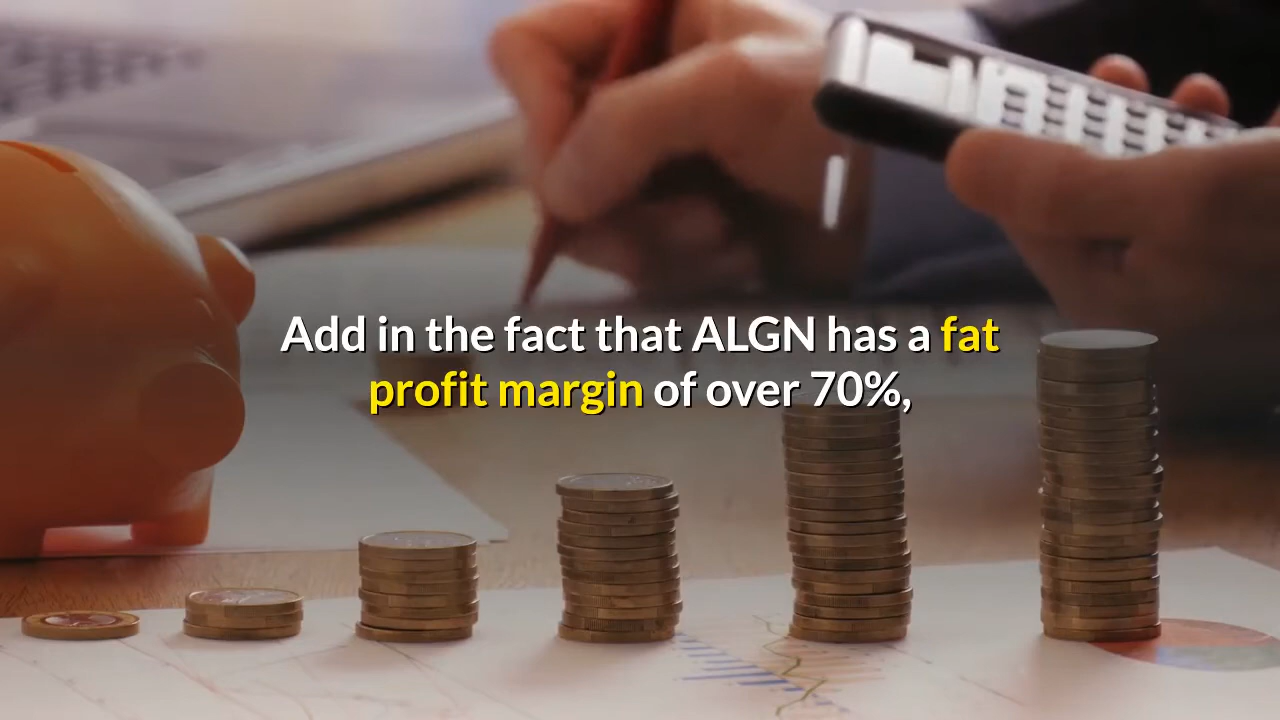 Add in the fact that ALGN has a fat
profit margin of over 70%,